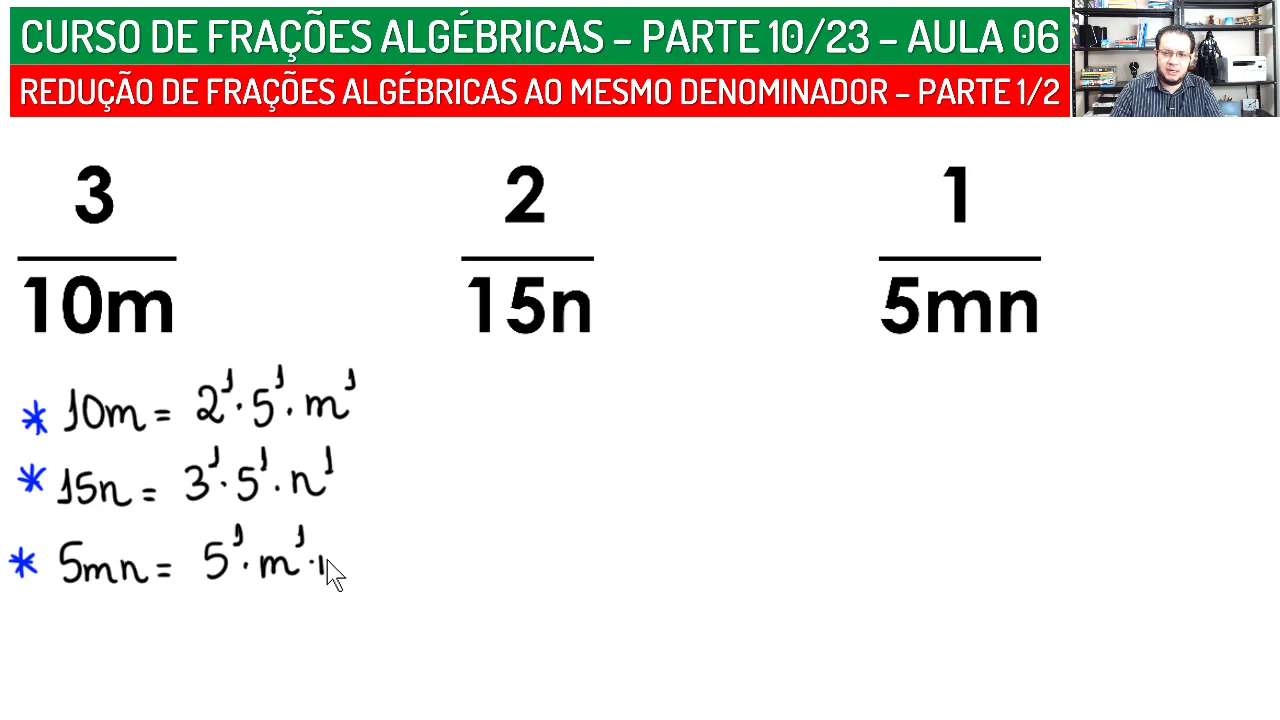 CURSO DE FRAÇÕES ALGÉBRICAS – PARTE 10/23 – AULA 06
REDUÇÃO DE FRAÇÕES ALGÉBRICAS AO MESMO DENOMINADOR – PARTE 1/2
3 2 1
10m 15n 5mn
* 10m = 2¹ · 5¹ · m¹
* 15n = 3¹ · 5¹ · n¹
* 5mn = 5¹ · m¹ ·